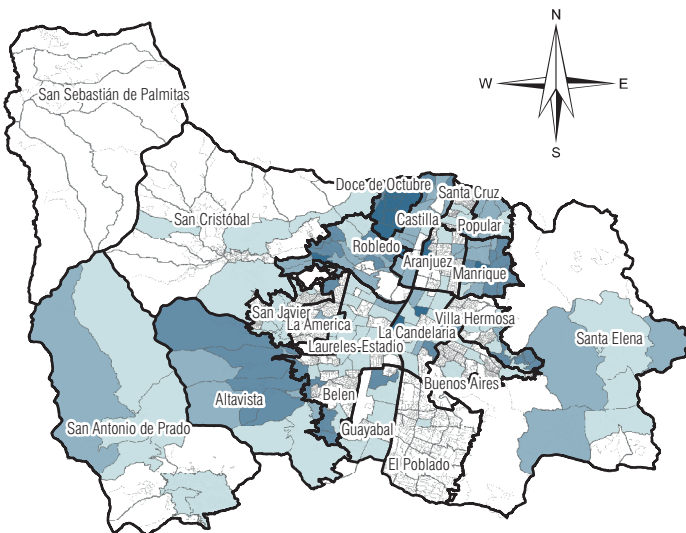 N
W
E
S
San Sebastián de Palmitas
Doce de Octubre
Santa Cruz
San Cristóbal
Castilla
Popular
Robledo
Aranjuez
Manrique
San Javier
La America
La Candelaria
Villa Hermosa
Laureles-Estadio
Santa Elena
Buenos Aires
Belen
Altavista
San Antonio de Prado
Guayabal
El Poblado